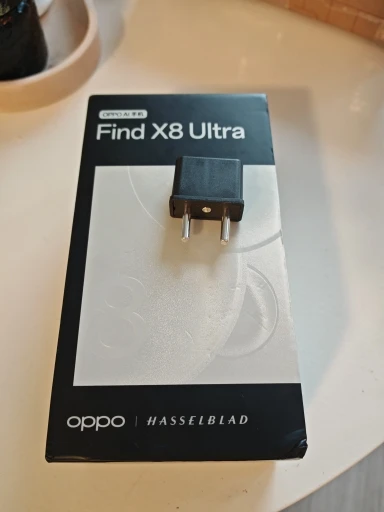 OPPO AI 手机
Find X8 Ultra
oppo | HASSELBLAD